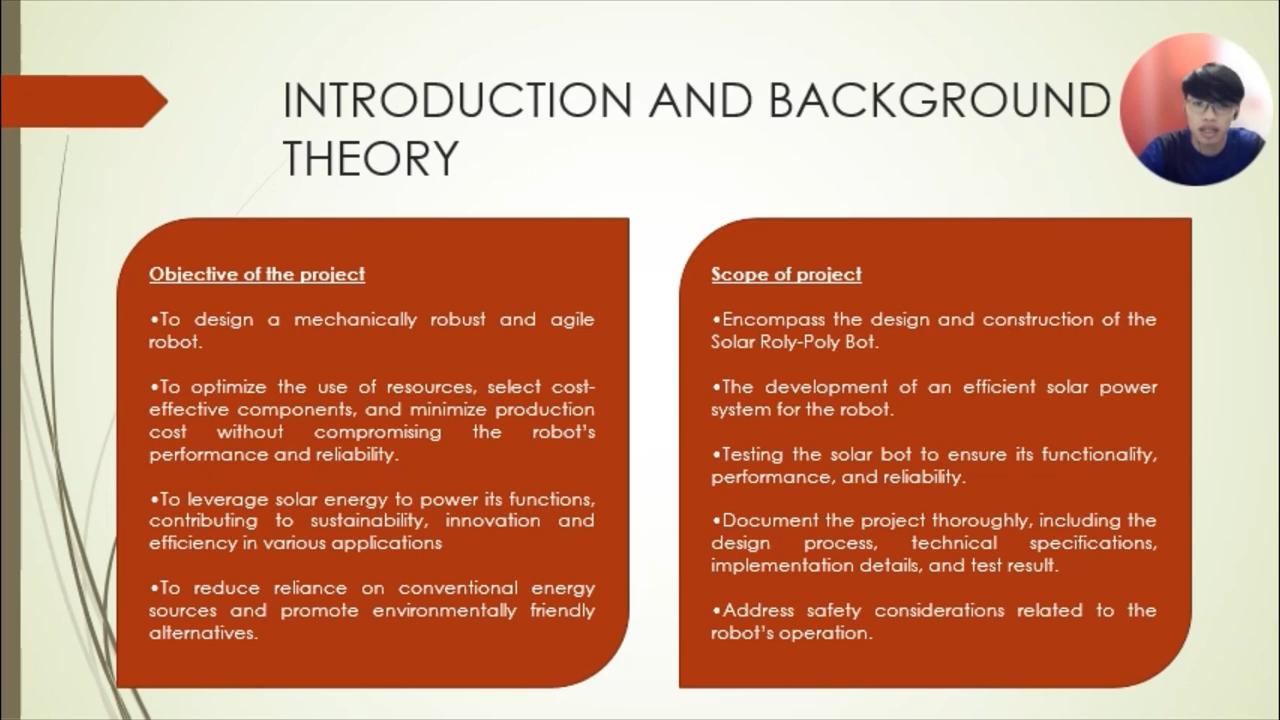 INTRODUCTION AND BACKGROUND
THEORY
Objective of the project
•To design a mechanically robust and agile
robot.
•To optimize the use of resources, select cost-
effective components, and minimize production
cost without compromising the robot's
performance and reliability.
•To leverage solar energy to power its functions,
contributing to sustainability, innovation and
efficiency in various applications
•To reduce reliance on conventional energy
sources and promote environmentally friendly
alternatives.
Scope of project
•Encompass the design and construction of the
Solar Roly-Poly Bot.
•The development of an efficient solar power
system for the robot.
•Testing the solar bot to ensure its functionality,
performance, and reliability.
•Document the project thoroughly, including the
design process, technical specifications,
implementation details, and test result.
•Address safety considerations related to the
robot's operation.